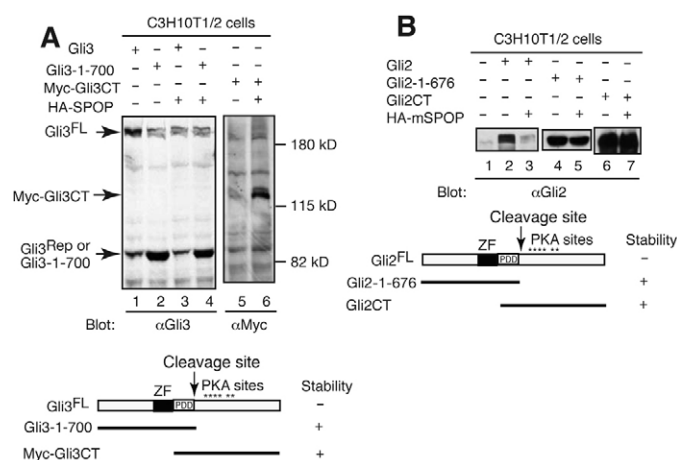 A
C3H10T1/2 cells
Gli3 + − + −
Gli3-1-700 − + − +
Myc-Gli3CT + +
HA-SPOP − − + + − +
Gli3FL
180 kD
Myc-Gli3CT
115 kD
Gli3Rep or
Gli3-1-700
82 kD
1 2 3 4 5 6
Blot: αGli3 αMyc
Cleavage site
ZF PKA sites Stability
**** **
Gli3FL PDD −
Gli3-1-700 +
Myc-Gli3CT +
B
C3H10T1/2 cells
Gli2 − + + − − − −
Gli2-1-676 − − − + + − −
Gli2CT − − − − − + +
HA-mSPOP − − + − + − +
1 2 3 4 5 6 7
Blot: αGli2
Cleavage site
ZF PKA sites Stability
**** **
Gli2FL PDD −
Gli2-1-676 +
Gli2CT +